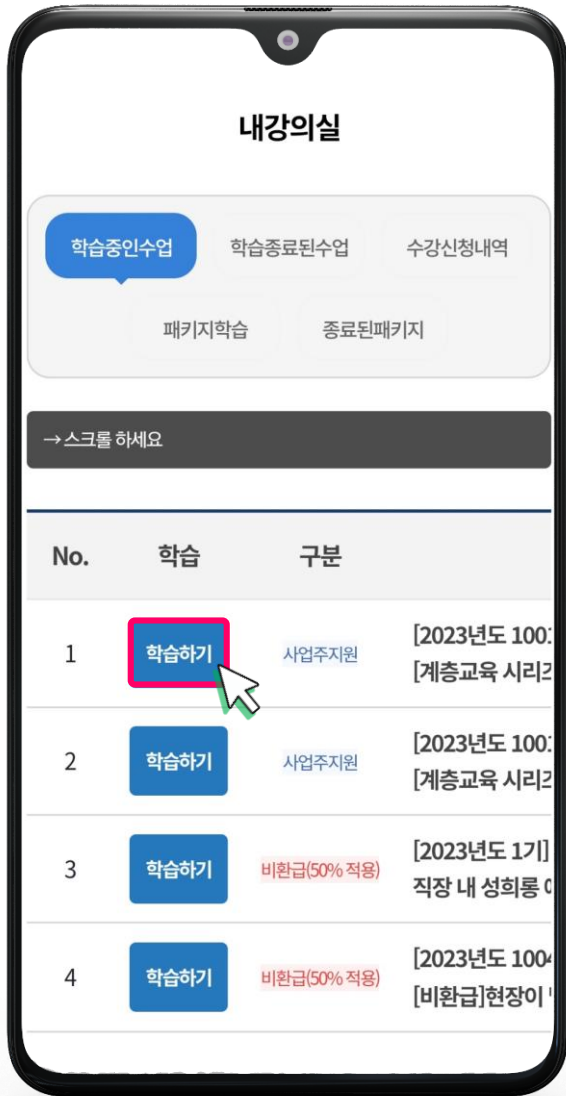 내강의실
학습중인수업 학습종료된수업 수강신청내역
패키지학습 종료된패키지
→스크롤 하세요
No. 학습 구분
1 학습하기 사업주지원 [2023년도
[계층교육
2 학습하기 사업주지원 [2023년도
[계층교육
3 학습하기 비환급(50% 적용) [2023년도 1기]
직장 내 성희롱
4 학습하기 비환급(50% 적용) [2023년도
[비환급]현장이